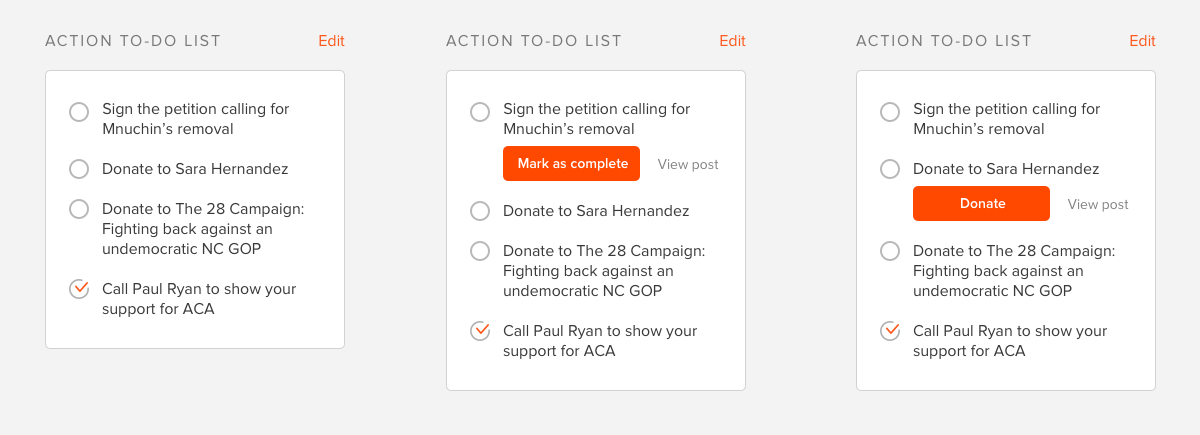 ACTION TO-DO LIST Edit
Sign the petition calling for
Mnuchin’s removal
Donate to Sara Hernandez
Donate to The 28 Campaign:
Fighting back against an
undemocratic NC GOP
Call Paul Ryan to show your
support for ACA
ACTION TO-DO LIST Edit
Sign the petition calling for
Mnuchin’s removal
Mark as complete View post
Donate to Sara Hernandez
Donate to The 28 Campaign:
Fighting back against an
undemocratic NC GOP
Call Paul Ryan to show your
support for ACA
ACTION TO-DO LIST Edit
Sign the petition calling for
Mnuchin’s removal
Donate to Sara Hernandez
Donate View post
Donate to The 28 Campaign:
Fighting back against an
undemocratic NC GOP
Call Paul Ryan to show your
support for ACA